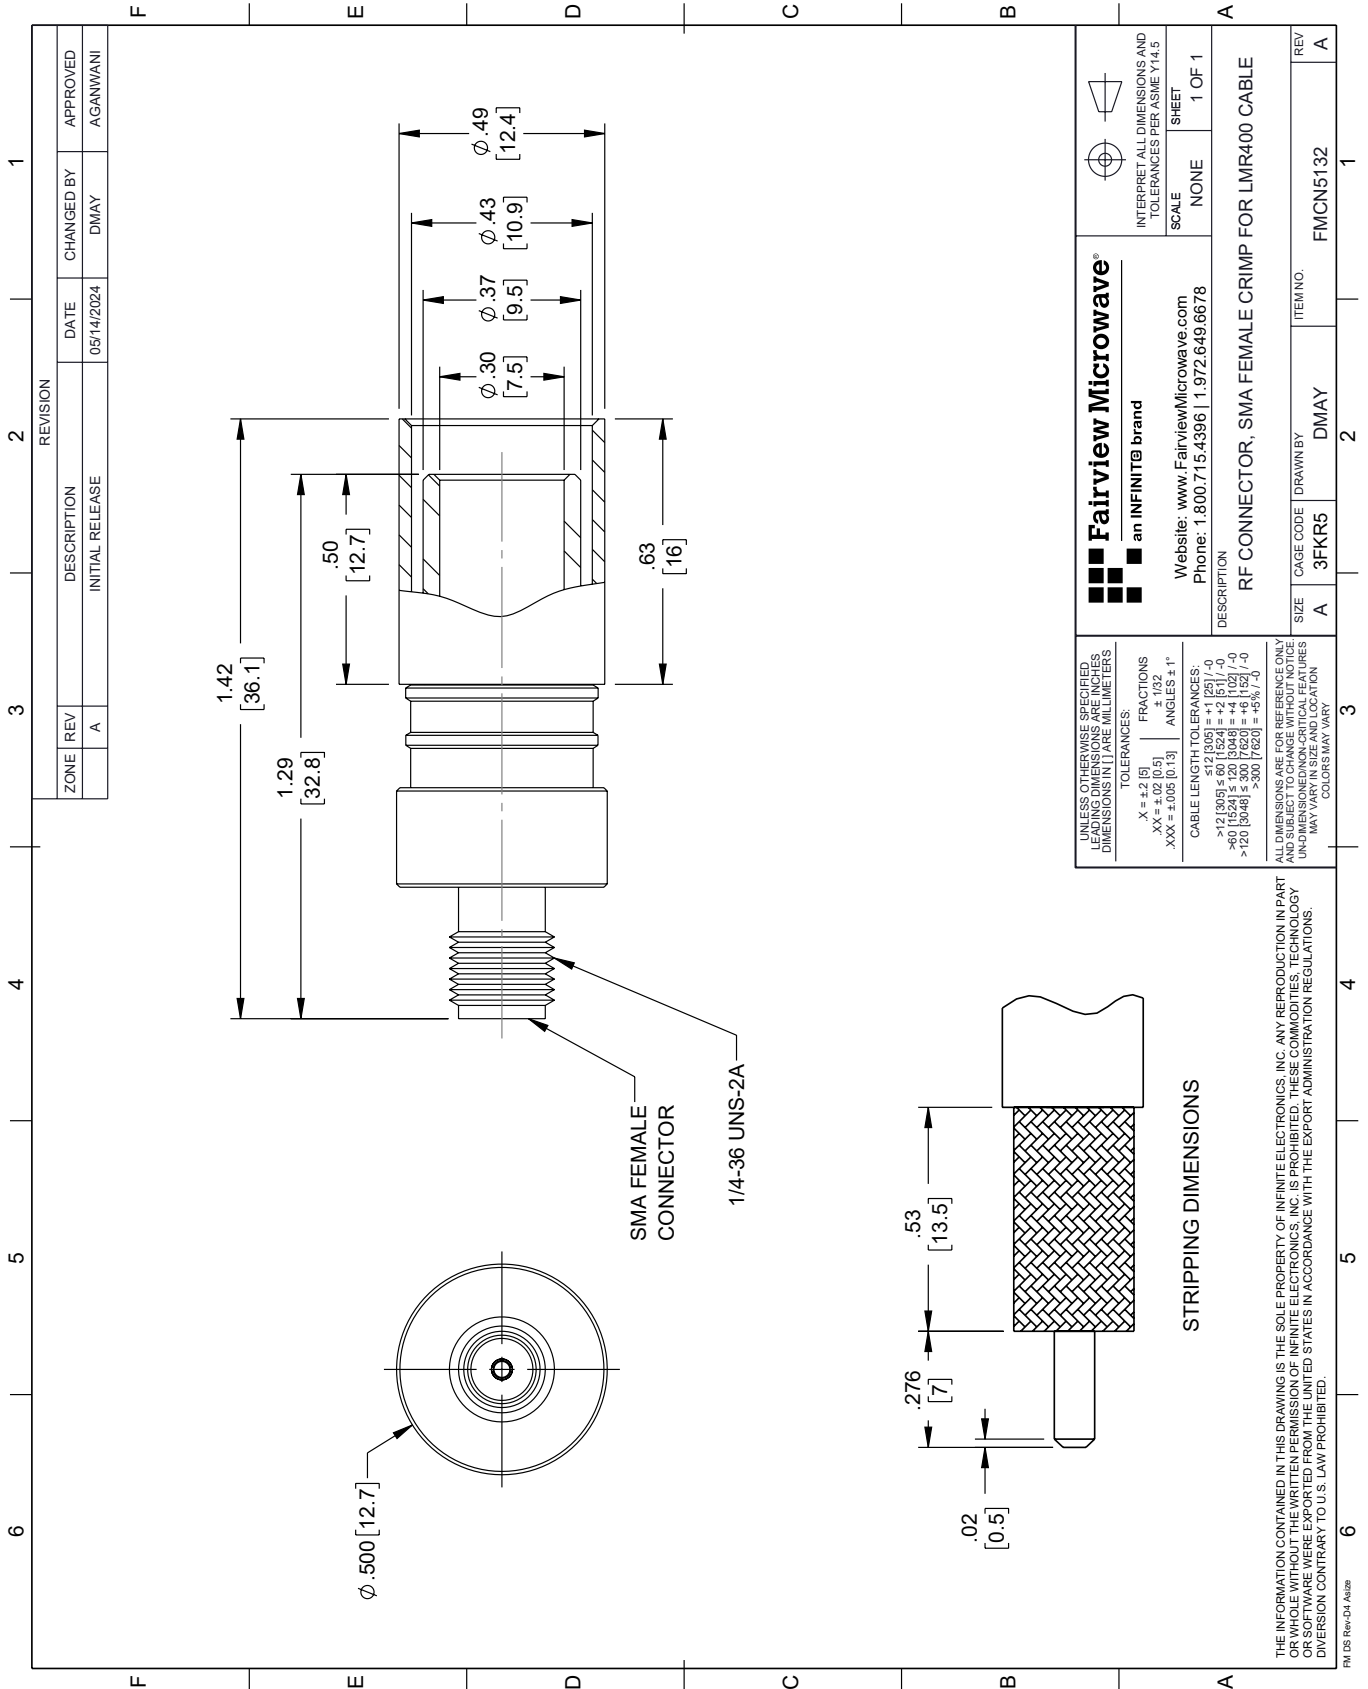 6
5
4
3
2
1
F
E
D
C
B
A
REVISION
ZONE
REV
DESCRIPTION
DATE
CHANGED BY
APPROVED
A
INITIAL RELEASE
05/14/2024
DMAY
AGANWANI
1.42
[36.1]
1.29
[32.8]
.50
[12.7]
⌀.500 [12.7]
⌀.30
[7.5]
⌀.37
[9.5]
⌀.43
[10.9]
⌀.49
[12.4]
.63
[16]
SMA FEMALE
CONNECTOR
1/4-36 UNS-2A
.02
[0.5]
.276
[7]
.53
[13.5]
STRIPPING DIMENSIONS
THE INFORMATION CONTAINED IN THIS DRAWING IS THE SOLE PROPERTY OF INFINITE ELECTRONICS, INC. ANY REPRODUCTION IN PART
OR WHOLE WITHOUT THE WRITTEN PERMISSION OF INFINITE ELECTRONICS, INC. IS PROHIBITED. THESE COMMODITIES, TECHNOLOGY
OR SOFTWARE WERE EXPORTED FROM THE UNITED STATES IN ACCORDANCE WITH THE EXPORT ADMINISTRATION REGULATIONS.
DIVERSION CONTRARY TO U.S. LAW PROHIBITED.
UNLESS OTHERWISE SPECIFIED
LEADING DIMENSIONS ARE INCHES
DIMENSIONS IN [ ] ARE MILLIMETERS
TOLERANCES:
.X = ±.2 [5]
.XX = ±.02 [0.5]
.XXX = ±.005 [0.13]
FRACTIONS
± 1/32
ANGLES ± 1°
CABLE LENGTH TOLERANCES:
≤12 [305] = +1 [25] / -0
>12 [305] ≤ 60 [1524] = +2 [51] / -0
>60 [1524] ≤ 120 [3048] = +4 [102] / -0
>120 [3048] ≤ 300 [7620] = +6 [152] / -0
>300 [7620] = +5% / -0
ALL DIMENSIONS ARE FOR REFERENCE ONLY
AND SUBJECT TO CHANGE WITHOUT NOTICE.
UN-DIMENSIONED/NON-CRITICAL FEATURES
MAY VARY IN SIZE AND LOCATION
COLORS MAY VARY
Fairview Microwave®
an INFINIT@ brand
Website: www.FairviewMicrowave.com
Phone: 1.800.715.4396 | 1.972.649.6678
INTERPRET ALL DIMENSIONS AND
TOLERANCES PER ASME Y14.5
SCALE
NONE
SHEET
1 OF 1
DESCRIPTION
RF CONNECTOR, SMA FEMALE CRIMP FOR LMR400 CABLE
SIZE
A
CAGE CODE
3FKR5
DRAWN BY
DMAY
ITEM NO.
FMCN5132
REV
A
F
E
D
C
B
A
6
5
4
3
2
1
FM DS Rev-D4 Asize